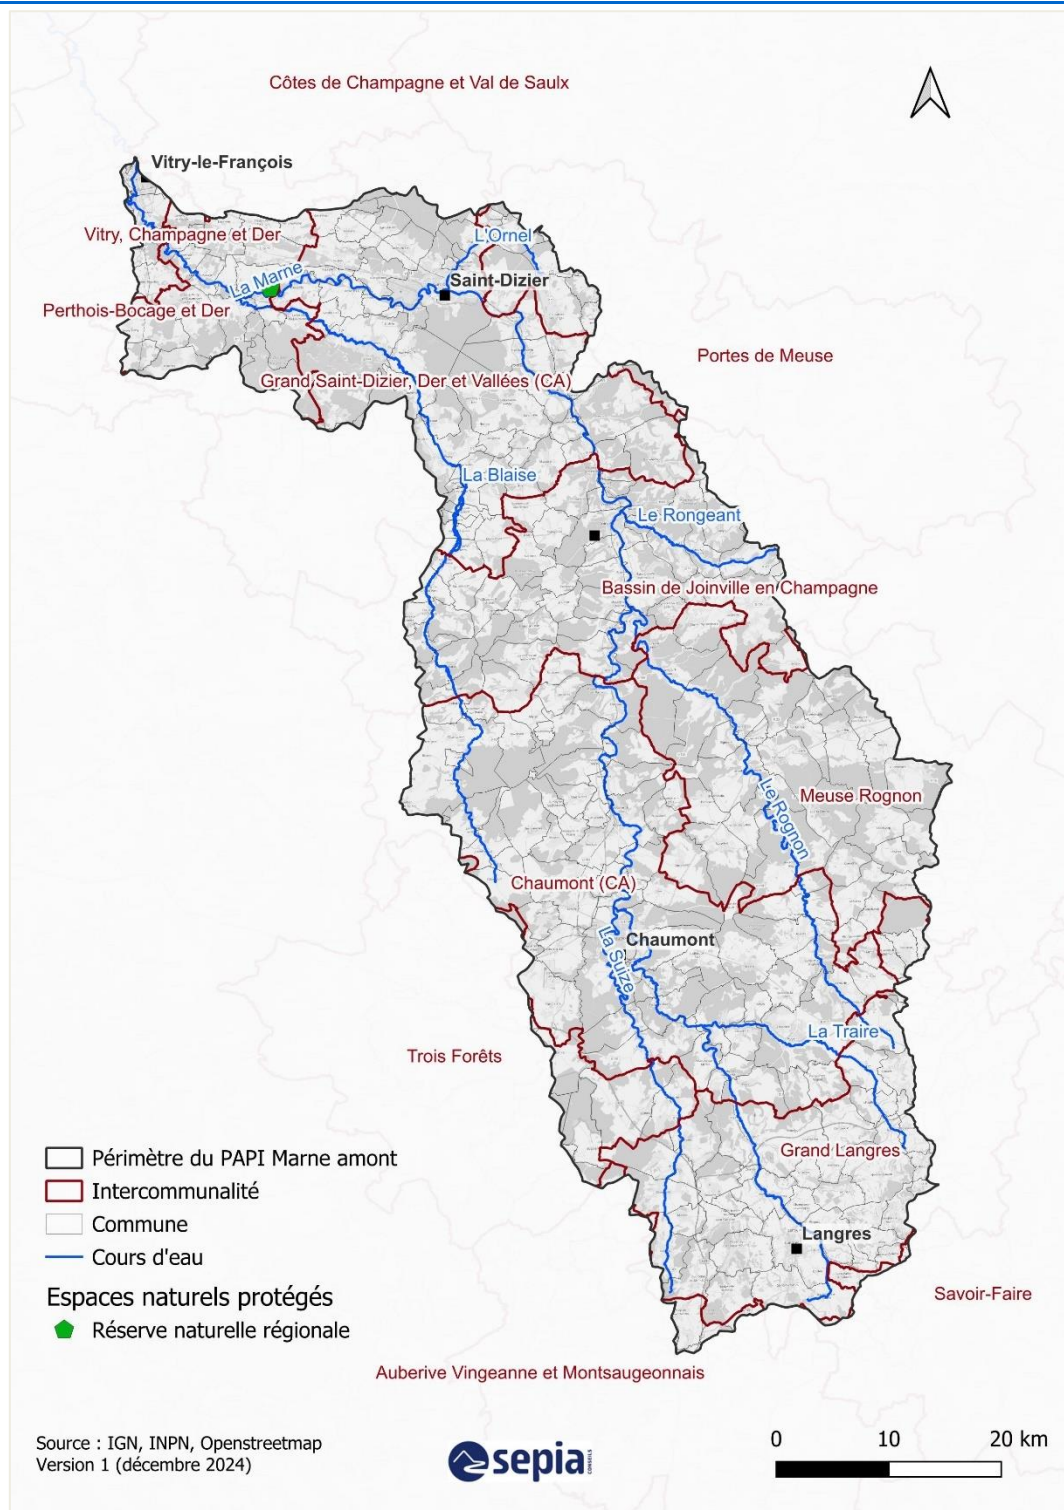 Côtes de Champagne et Val de Saulx
Vitry-le-François
Vitry, Champagne et Der
L'Ornel
La Marne
Saint-Dizier
Perthois-Bocage et Der
Portes de Meuse
Grand Saint-Dizier, Der et Vallées (CA)
La Blaise
Le Rongeant
Bassin de Joinville en Champagne
Le Rognon
Meuse Rognon
Chaumont (CA)
La Suize
Chaumont
La Traire
Trois Forêts
Grand Langres
Langres
Savoir-Faire
Auberive Vingeanne et Montsaugeonnais
Périmètre du PAPI Marne amont
Intercommunalité
Commune
Cours d'eau
Espaces naturels protégés
Réserve naturelle régionale
Source : IGN, INPN, Openstreetmap
Version 1 (décembre 2024)
sepia
CONSEILS
0 10 20 km